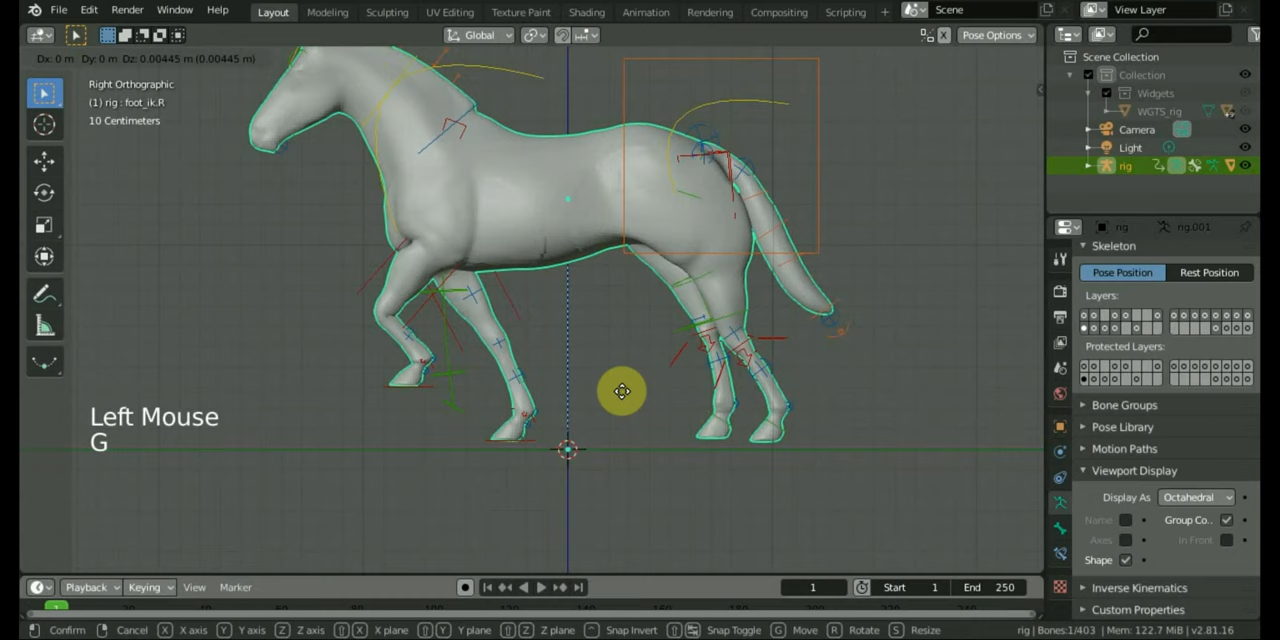 File Edit Render Window Help Layout Modeling Sculpting UV Editing Texture Paint Shading Animation Rendering Compositing Scripting + Scene View Layer
Global Pose Options
Dx: 0 m Dy: 0 m Dz: 0.00445 m (0.00445 m)
Right Orthographic
(1) rig : foot_ik.R
10 Centimeters
Left Mouse
G
Scene Collection
Collection
Widgets
WGTS_rig
Camera
Light
rig
rig rig.001
Skeleton
Pose Position Rest Position
Layers:
Protected Layers:
Bone Groups
Pose Library
Motion Paths
Viewport Display
Display As Octahedral
Name: Group Co..
Axes: In Front
Shape
Inverse Kinematics
Custom Properties
Playback Keying View Marker 1 Start 1 End 250
1
Confirm Cancel X X axis Y Y axis Z Z axis X X plane Y Y plane Z Z plane Snap Invert Snap Toggle G Move R Rotate S Resize rig | Bones:1/403 | Mem: 122.7 MiB | v2.81.16